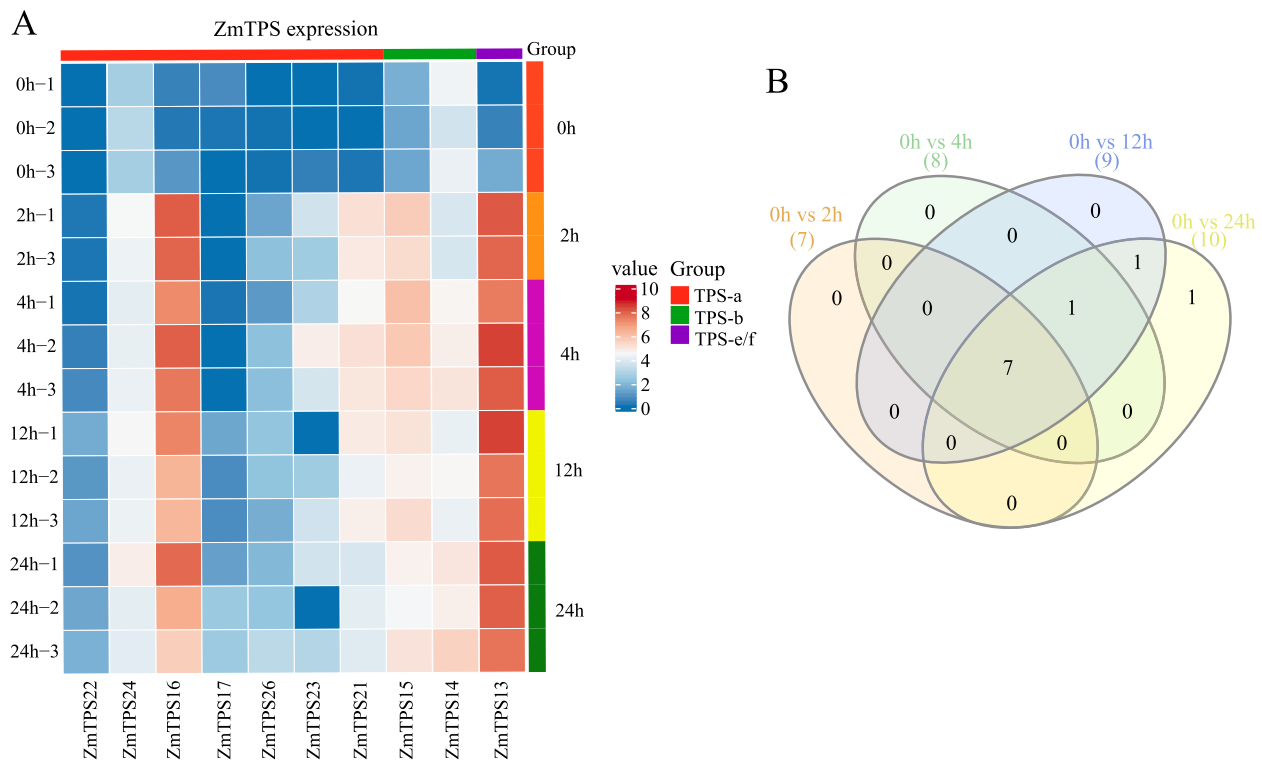 A
ZmTPS expression
Group
0h−1
0h−2
0h−3
2h−1
2h−3
4h−1
4h−2
4h−3
12h−1
12h−2
12h−3
24h−1
24h−2
24h−3
0h
2h
4h
12h
24h
ZmTPS22
ZmTPS24
ZmTPS16
ZmTPS17
ZmTPS26
ZmTPS23
ZmTPS21
ZmTPS15
ZmTPS14
ZmTPS13
value
10
8
6
4
2
0
Group
TPS-a
TPS-b
TPS-e/f
B
0h vs 4h
(8)
0h vs 12h
(9)
0h vs 2h
(7)
0h vs 24h
(10)
0
0
0
0
1
0
1
0
1
7
0
0
0
0
0